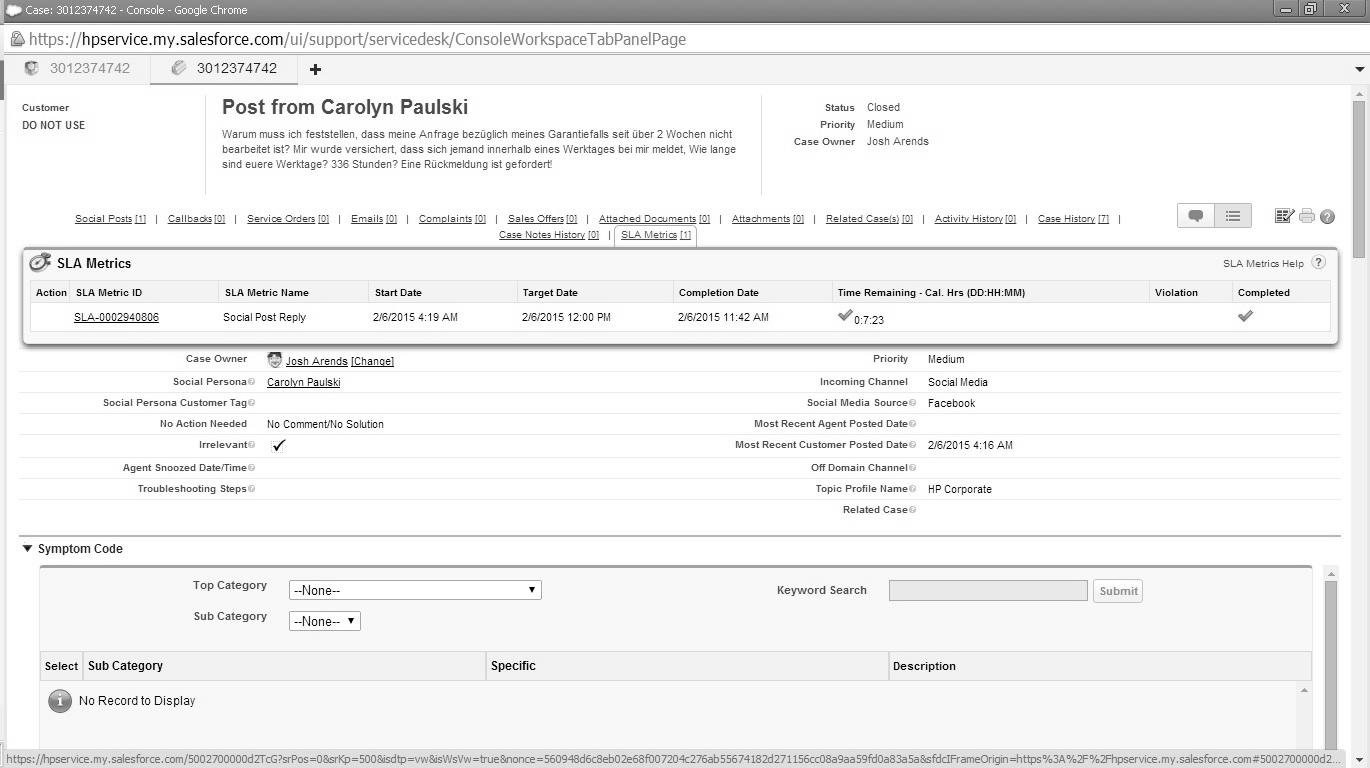 Case: 3012374742 - Console - Google Chrome
https://hpservice.my.salesforce.com/ui/support/servicedesk/ConsoleWorkspaceTabPanelPage
3012374742 3012374742 +
Customer
DO NOT USE
Post from Carolyn Paulski
Warum muss ich feststellen, dass meine Anfrage bezüglich meines Garantiefalls seit über 2 Wochen nicht
bearbeitet ist? Mir wurde versichert, dass sich jemand innerhalb eines Werktages bei mir meldet, Wie lange
sind euere Werktage? 336 Stunden? Eine Rückmeldung ist gefordert!
Status Closed
Priority Medium
Case Owner Josh Arends
Social Posts [1] | Callbacks [0] | Service Orders [0] | Emails [0] | Complaints [0] | Sales Offers [0] | Attached Documents [0] | Attachments [0] | Related Case(s) [0] | Activity History [0] | Case History [7] |
Case Notes History [0] | SLA Metrics [1]
SLA Metrics SLA Metrics Help ?
Action SLA Metric ID SLA Metric Name Start Date Target Date Completion Date Time Remaining - Cal. Hrs (DD:HH:MM) Violation Completed
SLA-0002940806 Social Post Reply 2/6/2015 4:19 AM 2/6/2015 12:00 PM 2/6/2015 11:42 AM 0:7:23
Case Owner Josh Arends [Change] Priority Medium
Social Persona Carolyn Paulski Incoming Channel Social Media
Social Persona Customer Tag Social Media Source Facebook
No Action Needed No Comment/No Solution Most Recent Agent Posted Date
Irrelevant Most Recent Customer Posted Date 2/6/2015 4:16 AM
Agent Snoozed Date/Time Off Domain Channel
Troubleshooting Steps Topic Profile Name HP Corporate
Related Case
Symptom Code
Top Category --None-- Keyword Search Submit
Sub Category --None--
Select Sub Category Specific Description
No Record to Display
https://hpservice.my.salesforce.com/5002700000d2TcG?srPos=0&srKp=500&isdtp=vw&isWsVw=true&nonce=560948d6c8eb02e68f007204c276ab55674182d271156cc08a9aa59fd0a83a5a&sfdcIFrameOrigin=https%3A%2F%2Fhpservice.my.salesforce.com#5002700000d2...